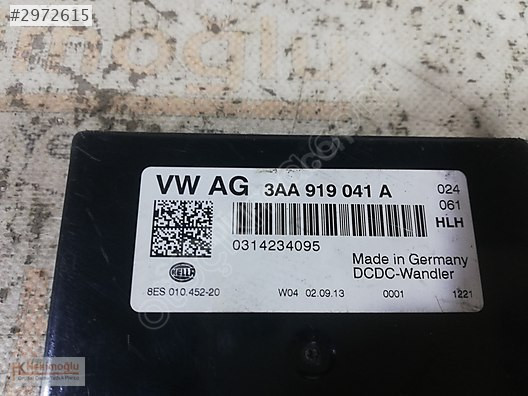 #2972615
VW AG 3AA 919 041 A
024
061
HLH
0314234095
Made in Germany
DCDC-Wandler
HELLA
8ES 010.452-20 W04 02.09.13 0001 1221